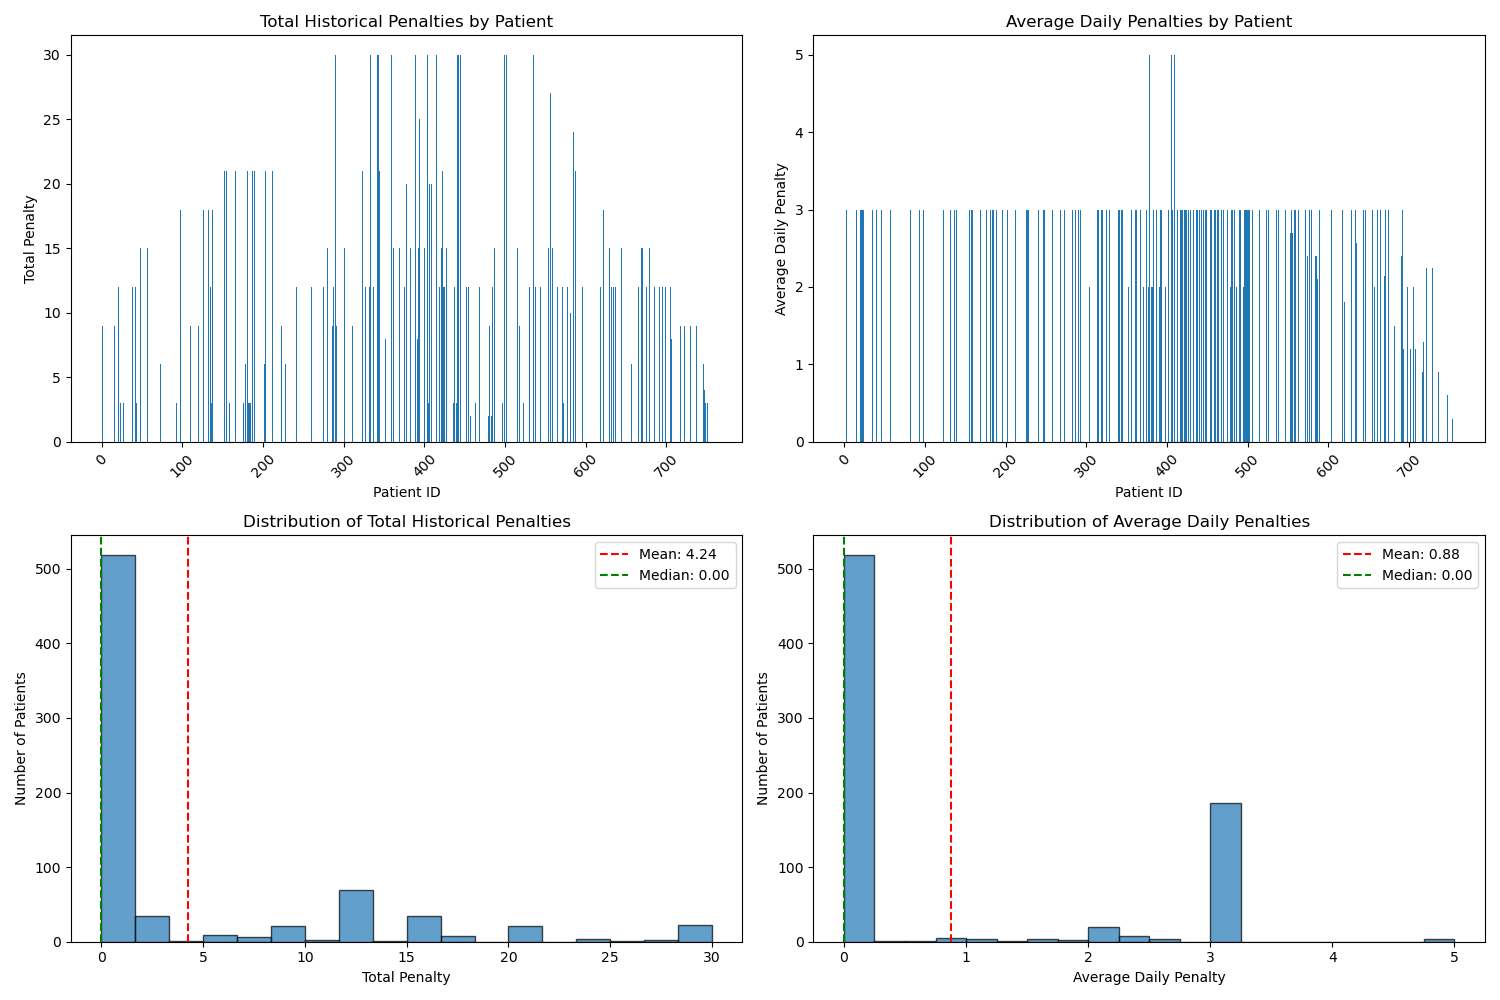 Total Historical Penalties by Patient
Total Penalty
30
25
20
15
10
5
0
0 100 200 300 400 500 600 700
Patient ID
Average Daily Penalties by Patient
Average Daily Penalty
5
4
3
2
1
0
0 100 200 300 400 500 600 700
Patient ID
Distribution of Total Historical Penalties
Mean: 4.24
Median: 0.00
Number of Patients
500
400
300
200
100
0
0 5 10 15 20 25 30
Total Penalty
Distribution of Average Daily Penalties
Mean: 0.88
Median: 0.00
Number of Patients
500
400
300
200
100
0
0 1 2 3 4 5
Average Daily Penalty